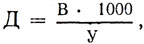 Д = В · 1000 / У ,